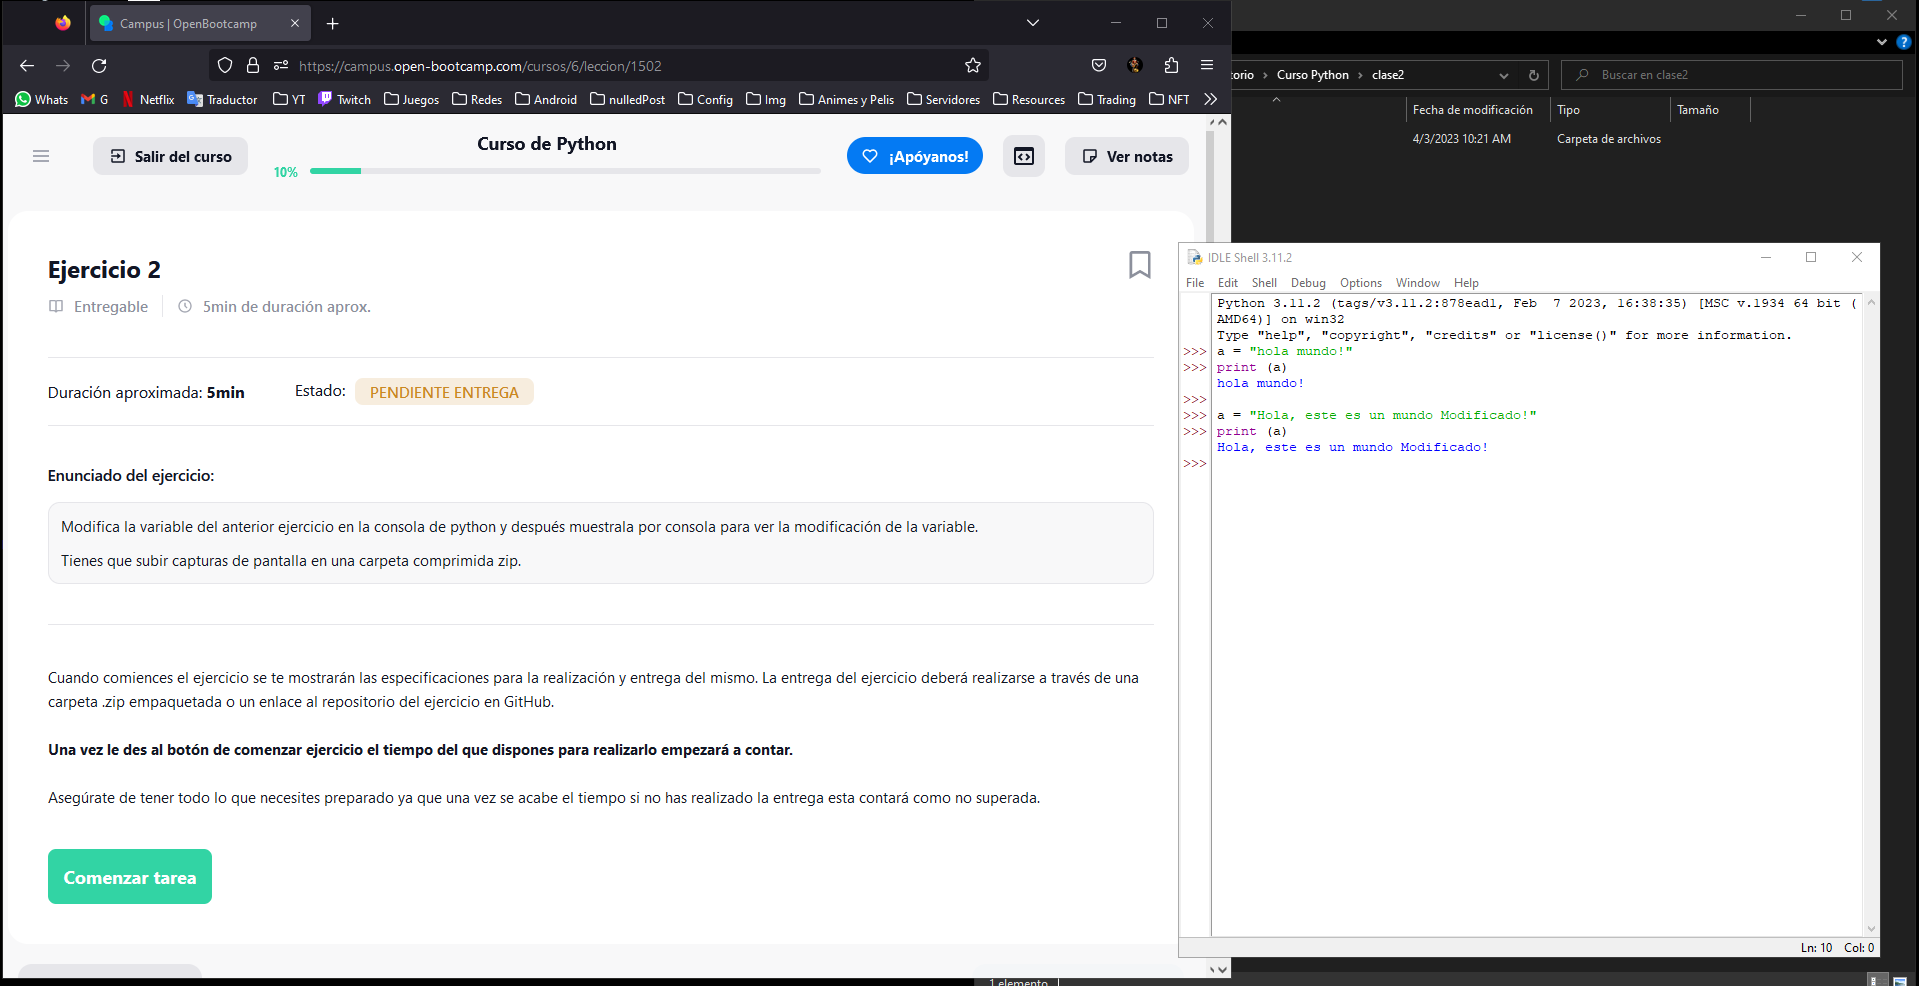 Campus | OpenBootcamp
https://campus.open-bootcamp.com/cursos/6/leccion/1502
Whats G Netflix Traductor YT Twitch Juegos Redes Android nulledPost Config Img Animes y Pelis Servidores Resources Trading NFT
Salir del curso
Curso de Python
10%
¡Apóyanos!
Ver notas
Ejercicio 2
Entregable 5min de duración aprox.
Duración aproximada: 5min Estado: PENDIENTE ENTREGA
Enunciado del ejercicio:
Modifica la variable del anterior ejercicio en la consola de python y después muestrala por consola para ver la modificación de la variable.
Tienes que subir capturas de pantalla en una carpeta comprimida zip.
Cuando comiences el ejercicio se te mostrarán las especificaciones para la realización y entrega del mismo. La entrega del ejercicio deberá realizarse a través de una
carpeta .zip empaquetada o un enlace al repositorio del ejercicio en GitHub.
Una vez le des al botón de comenzar ejercicio el tiempo del que dispones para realizarlo empezará a contar.
Asegúrate de tener todo lo que necesites preparado ya que una vez se acabe el tiempo si no has realizado la entrega esta contará como no superada.
Comenzar tarea
torio › Curso Python › clase2
Buscar en clase2
Fecha de modificación Tipo Tamaño
4/3/2023 10:21 AM Carpeta de archivos
IDLE Shell 3.11.2
File Edit Shell Debug Options Window Help
Python 3.11.2 (tags/v3.11.2:878ead1, Feb  7 2023, 16:38:35) [MSC v.1934 64 bit (
AMD64)] on win32
Type "help", "copyright", "credits" or "license()" for more information.
>>> a = "hola mundo!"
>>> print (a)
hola mundo!
>>>
>>> a = "Hola, este es un mundo Modificado!"
>>> print (a)
Hola, este es un mundo Modificado!
>>>
Ln: 10 Col: 0
1 elemento